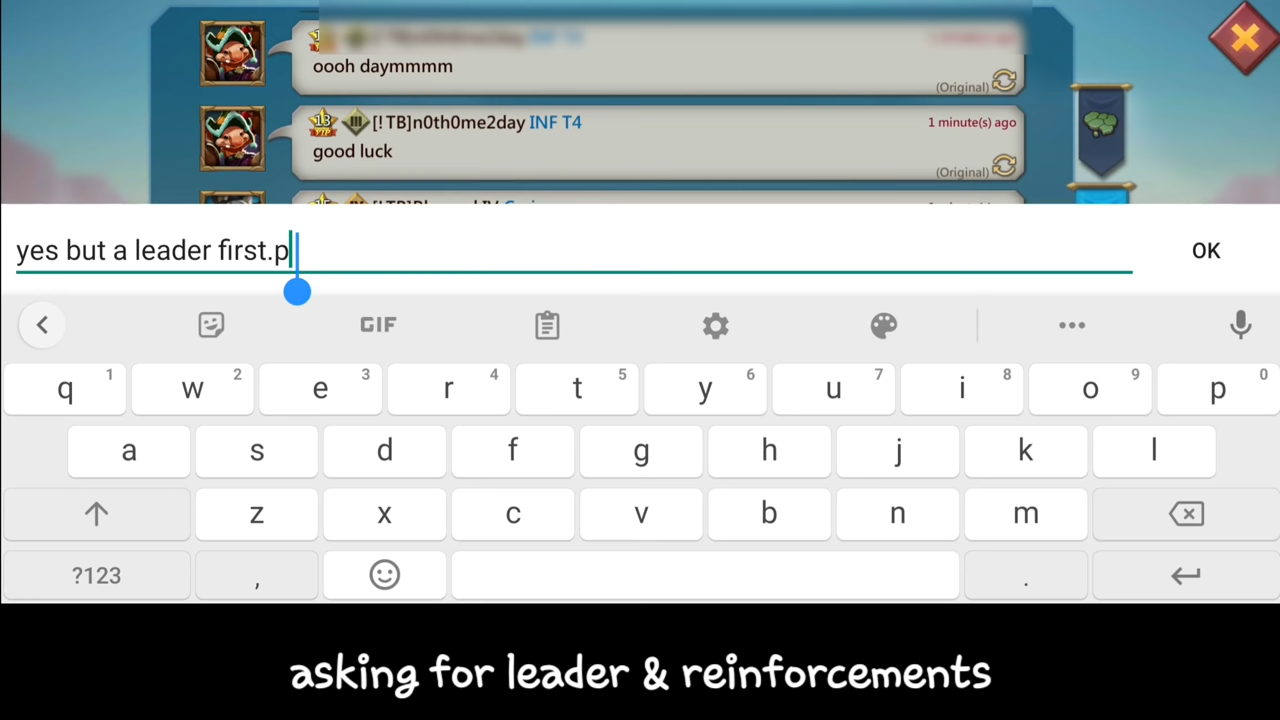 oooh daymmmm
(Original)
13 III [!TB]n0th0me2day INF T4
1 minute(s) ago
good luck
(Original)
yes but a leader first.p
OK
GIF
q 1 w 2 e 3 r 4 t 5 y 6 u 7 i 8 o 9 p 0
a s d f g h j k l
z x c v b n m
?123 , .
asking for leader & reinforcements